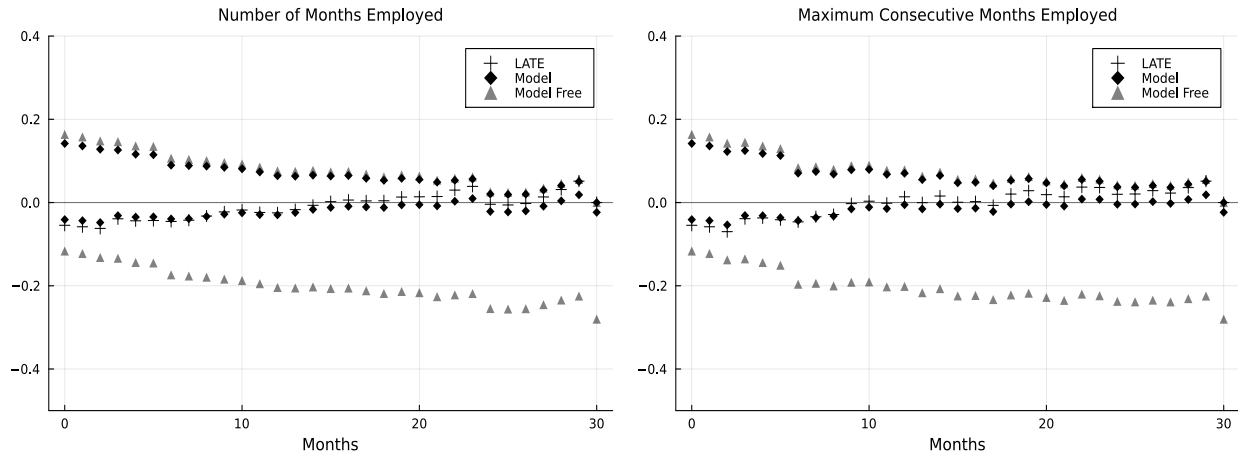 Number of Months Employed
0.4
0.2
0.0
−0.2
−0.4
LATE
Model
Model Free
0
10
20
30
Months
Maximum Consecutive Months Employed
0.4
0.2
0.0
−0.2
−0.4
LATE
Model
Model Free
0
10
20
30
Months